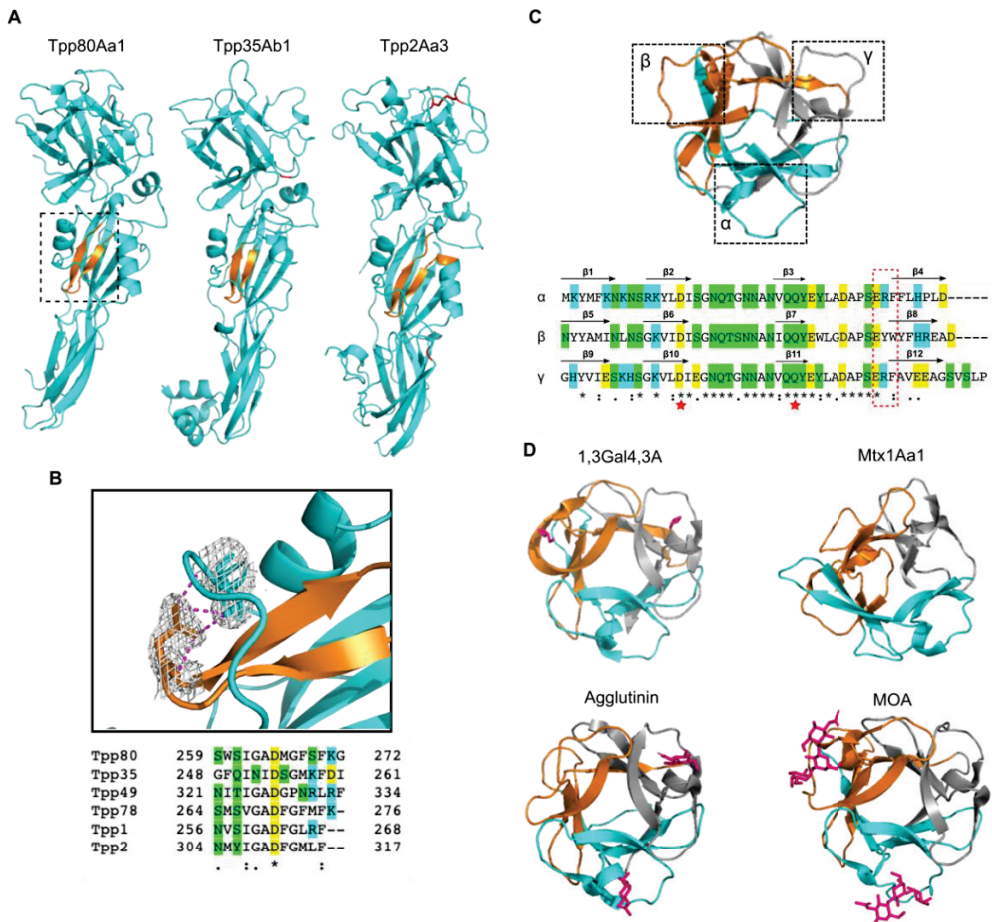 A
Tpp80Aa1 Tpp35Ab1 Tpp2Aa3
B
Tpp80 259 SWSIGADMGFSFKG 272
Tpp35 248 GFQINIDSGMKFDI 261
Tpp49 321 NITIGADGPNRLRF 334
Tpp78 264 SMSVGADFGFMFK- 276
Tpp1 256 NVSIGADFGLRF-- 268
Tpp2 304 NMYIGADFGMLF-- 317
. :. * :
C
β γ
α
β1 β2 β3 β4
α MKYMFKNKNSRKYLDISGNQTGNNANVQQYEYLADAPSERFFLHPLD-----
β5 β6 β7 β8
β NYYAMINLNSGKVIDISGNQTSNNANIQQYEWLGDAPSEYWYFHREAD----
β9 β10 β11 β12
γ GHYVIESKHSGKVLDIEGNQTGNNANVQQYEYLADAPSERFAVEEAGSVSLP
D
1,3Gal4,3A Mtx1Aa1
Agglutinin MOA